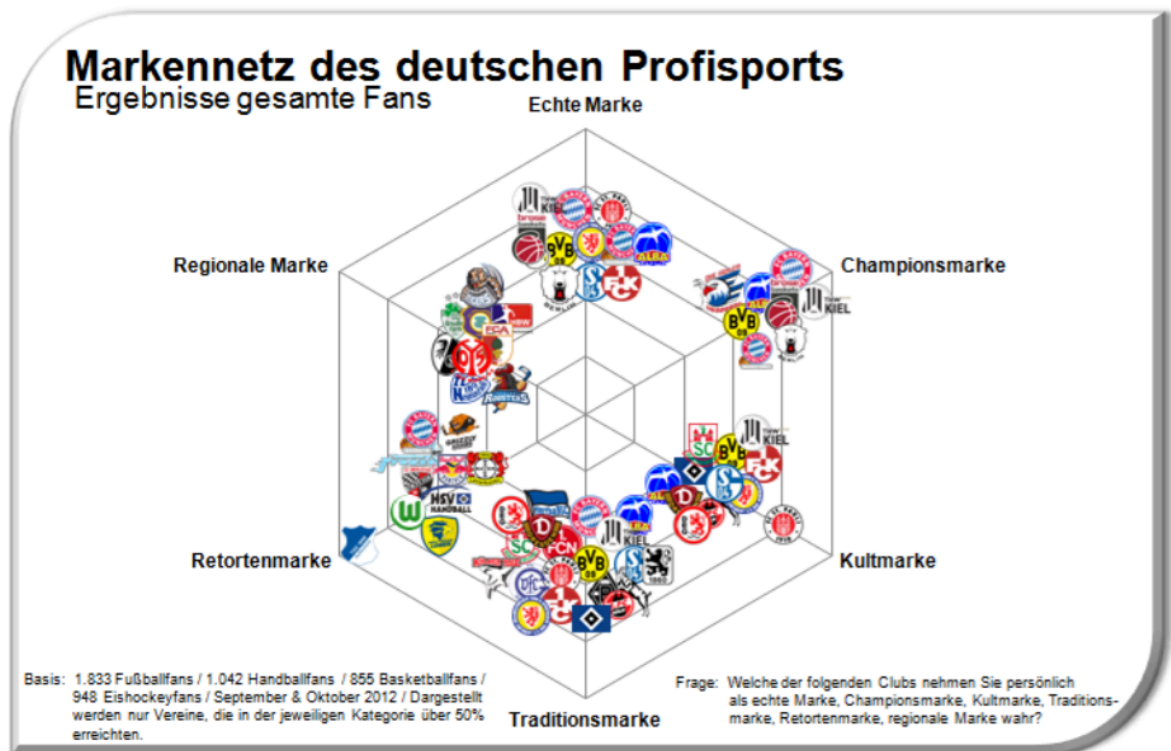 Markennetz des deutschen Profisports
Ergebnisse gesamte Fans
Echte Marke
Regionale Marke
Championsmarke
Retortenmarke
Kultmarke
Traditionsmarke
Basis: 1.833 Fußballfans / 1.042 Handballfans / 855 Basketballfans /
948 Eishockeyfans / September & Oktober 2012 / Dargestellt
werden nur Vereine, die in der jeweiligen Kategorie über 50%
erreichten.
Frage: Welche der folgenden Clubs nehmen Sie persönlich
als echte Marke, Championsmarke, Kultmarke, Traditions-
marke, Retortenmarke, regionale Marke wahr?